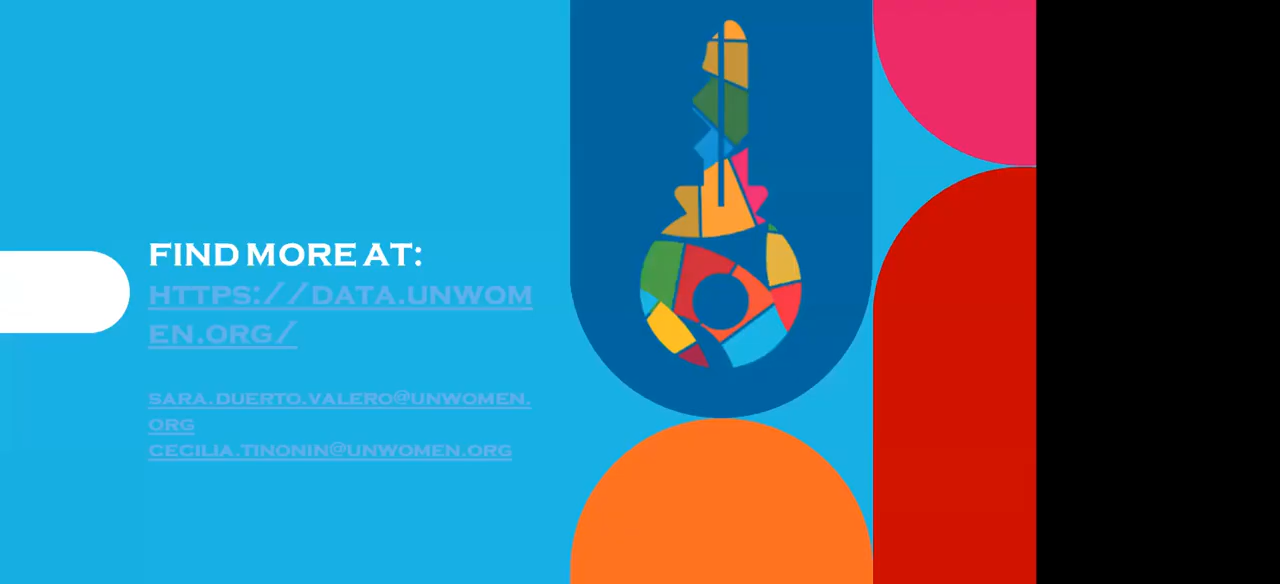 FIND MORE AT:
HTTPS://DATA.UNWOM
EN.ORG/
SARA.DUERTO.VALERO@UNWOMEN.
ORG
CECILIA.TINONIN@UNWOMEN.ORG